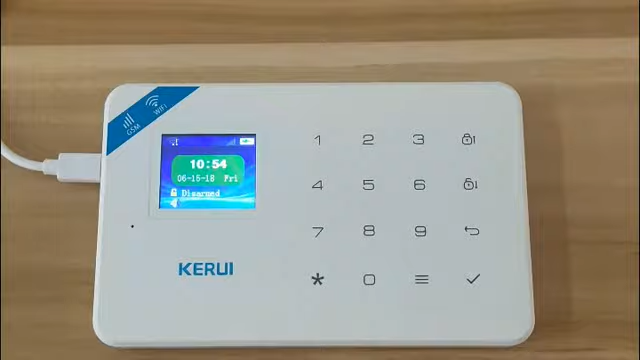 GSM WIFI
10:54
06-15-18 Fri
Disarmed
KERUI
1 2 3
4 5 6
7 8 9
* 0